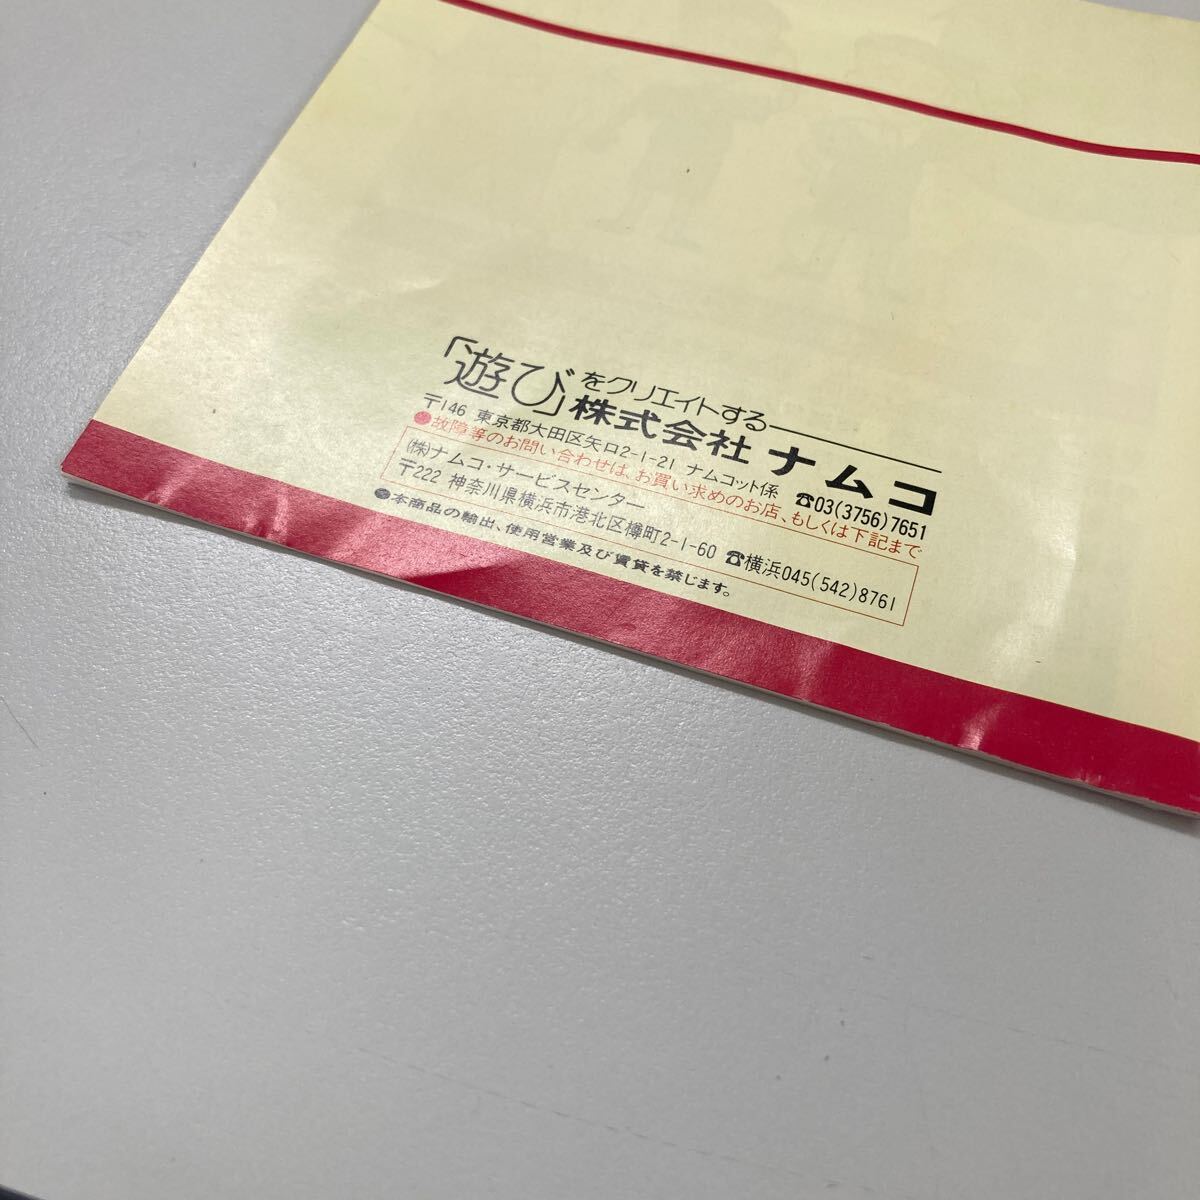 「遊び」をクリエイトする
株式会社 ナムコ
〒146 東京都大田区矢口2-1-21 ナムコット係 ☎03(3756)7651
●故障等のお問い合わせは、お買い求めのお店、もしくは下記まで
(株)ナムコ・サービスセンター
〒222 神奈川県横浜市港北区樽町2-1-60 ☎横浜045(542)8761
●本商品の輸出、使用営業及び賃貸を禁じます。